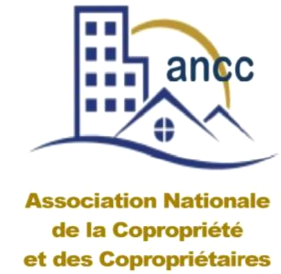 ancc
Association Nationale
de la Copropriété
et des Copropriétaires